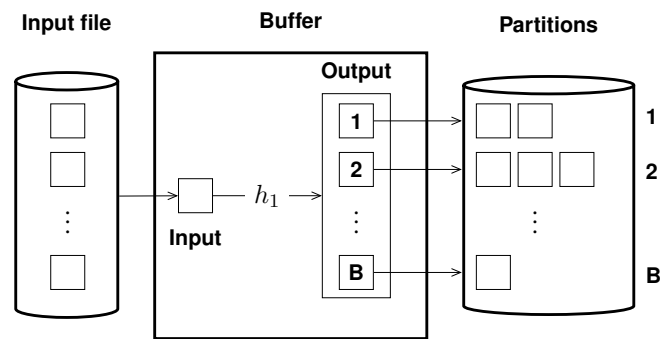 Input file
Buffer
Partitions
Output
1
1
2
2
h₁
Input
⋮
⋮
⋮
B
B